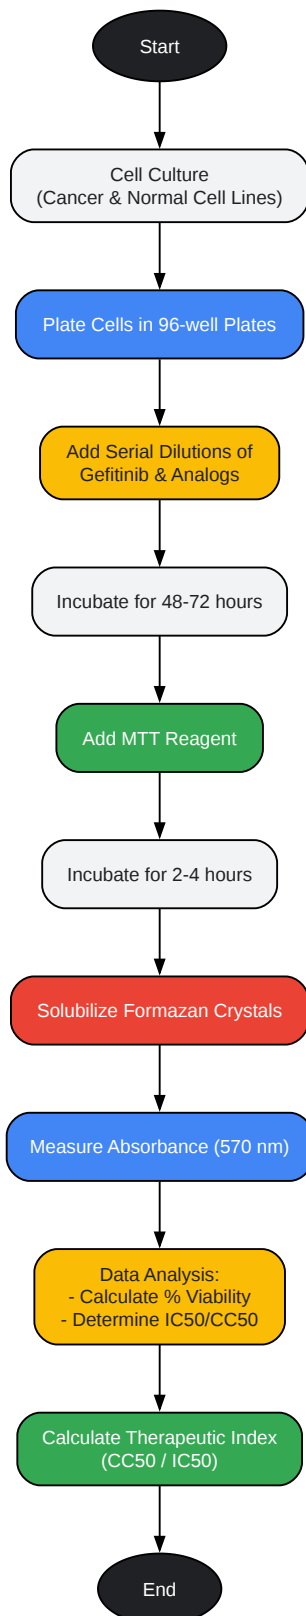 Start
Cell Culture
(Cancer & Normal Cell Lines)
Plate Cells in 96-well Plates
Add Serial Dilutions of
Gefitinib & Analogs
Incubate for 48-72 hours
Add MTT Reagent
Incubate for 2-4 hours
Solubilize Formazan Crystals
Measure Absorbance (570 nm)
Data Analysis:
- Calculate % Viability
- Determine IC50/CC50
Calculate Therapeutic Index
(CC50 / IC50)
End